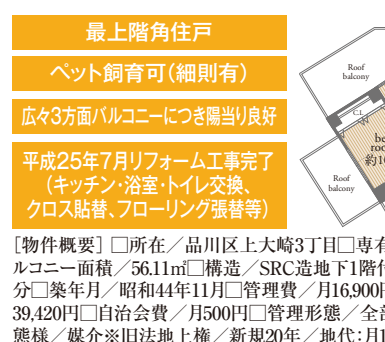 最上階角住戸
ペット飼育可(細則有)
広々3方面バルコニーにつき陽当り良好
平成25年7月リフォーム工事完了
(キッチン・浴室・トイレ交換、
クロス貼替、フローリング張替等)
Roof
balcony
C.L
Roof
balcony
[物件概要] □所在／品川区上大崎3丁目□専有
ルコニー面積／56.11㎡□構造／SRC造地下1階付
分□築年月／昭和44年11月□管理費／月16,900円
39,420円□自治会費／月500円□管理形態／全部
態様／媒介※旧法地上権／新規20年／地代:月1